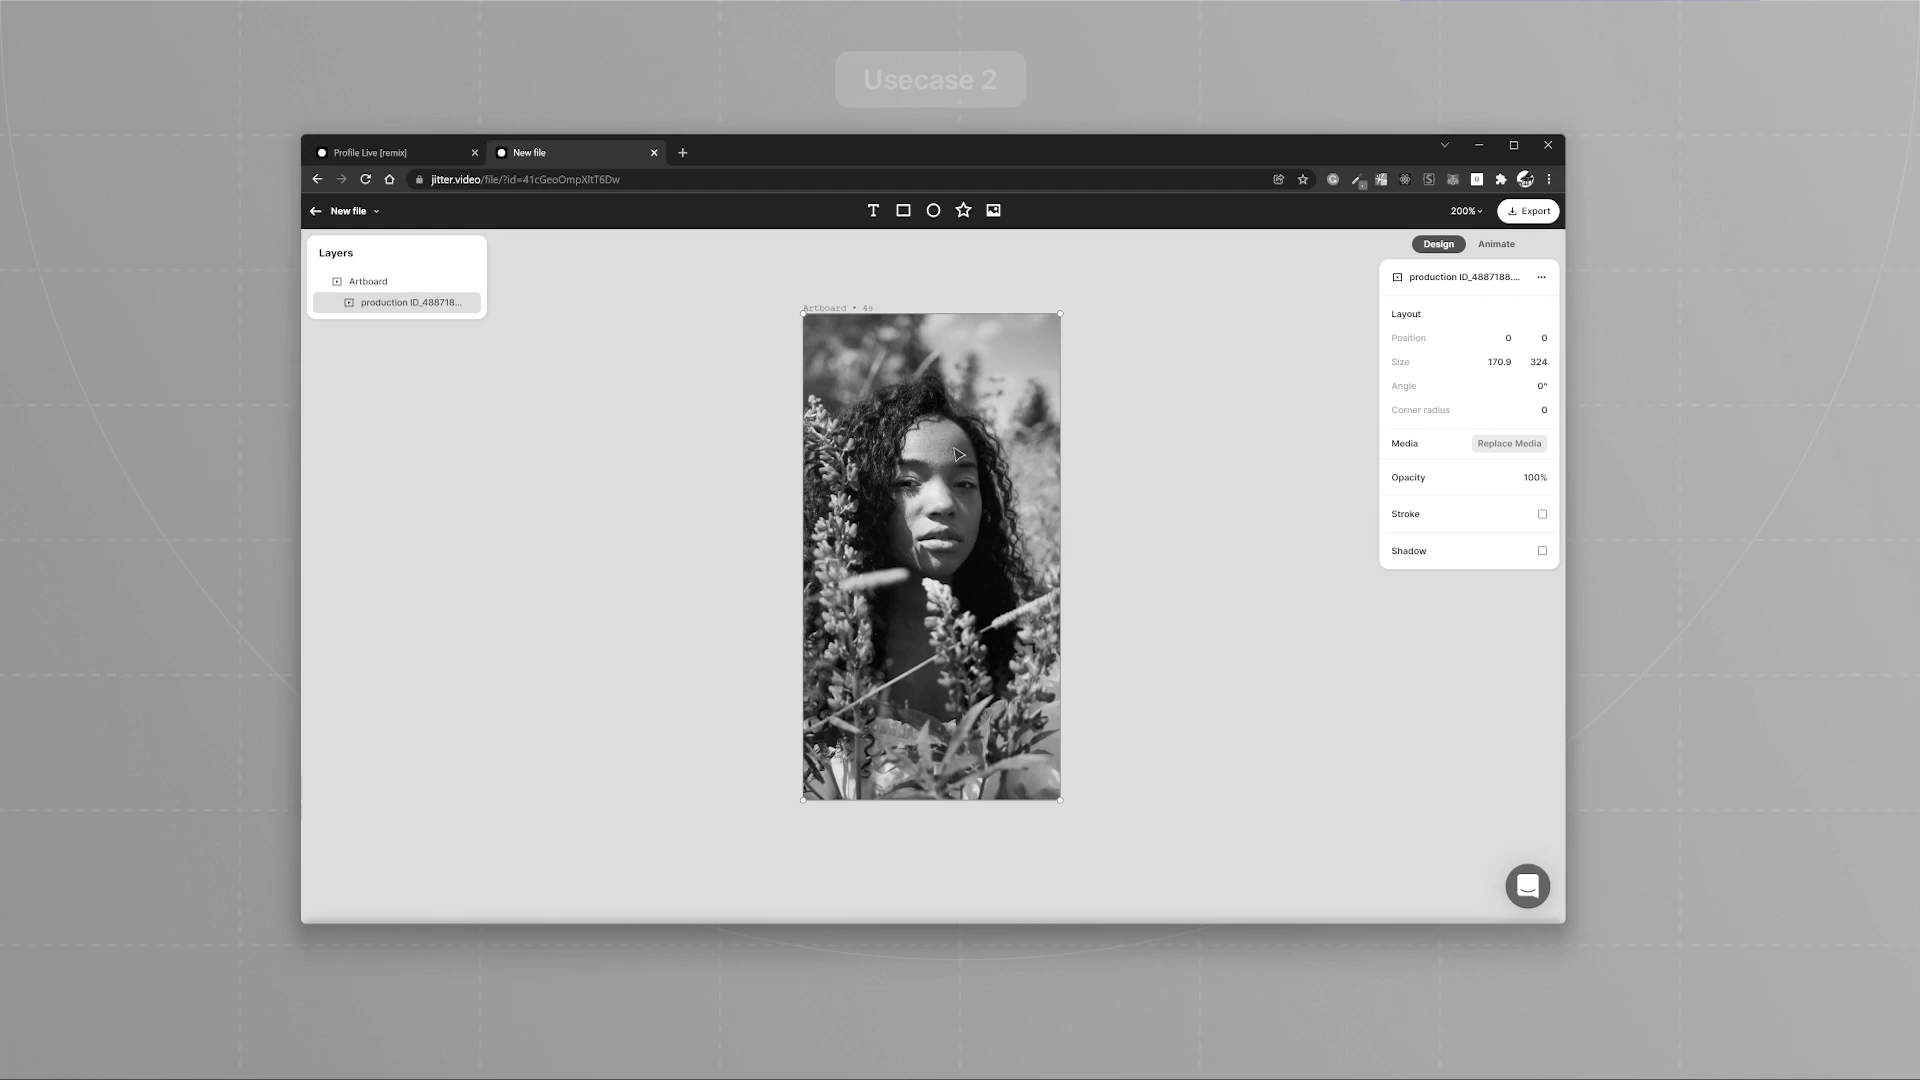 Usecase 2
Profile Live [remix]
New file
jitter.video/file/?id=41cGeoOmpXltT6Dw
New file
200%
Export
Layers
Artboard
production ID_488718...
Artboard • 4s
Design
Animate
production ID_4887188....
Layout
Position 0 0
Size 170.9 324
Angle 0°
Corner radius 0
Media Replace Media
Opacity 100%
Stroke
Shadow